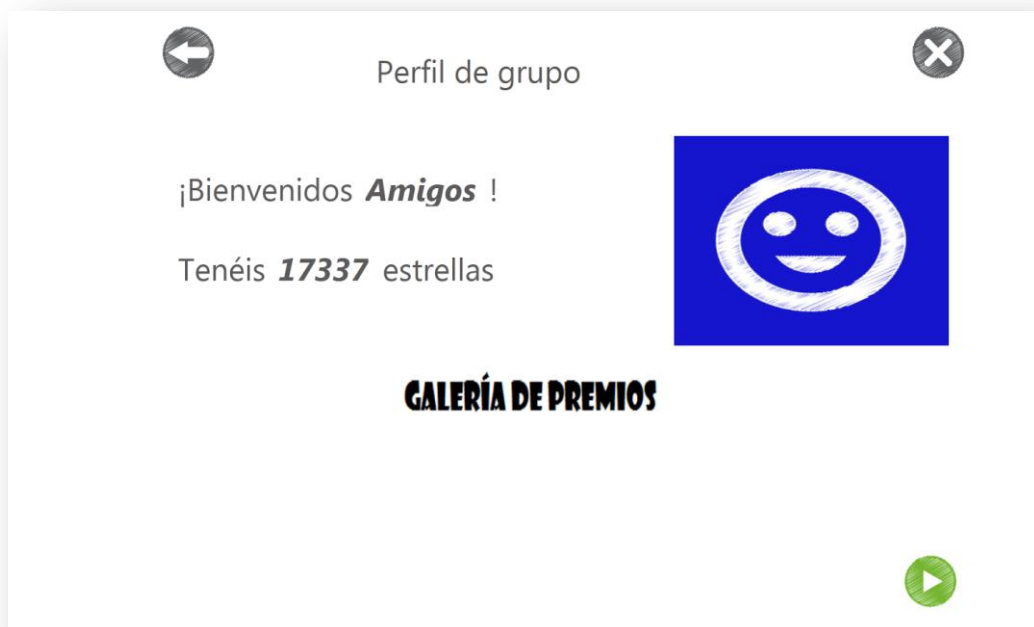 Perfil de grupo
¡Bienvenidos Amigos !
Tenéis 17337 estrellas
GALERÍA DE PREMIOS